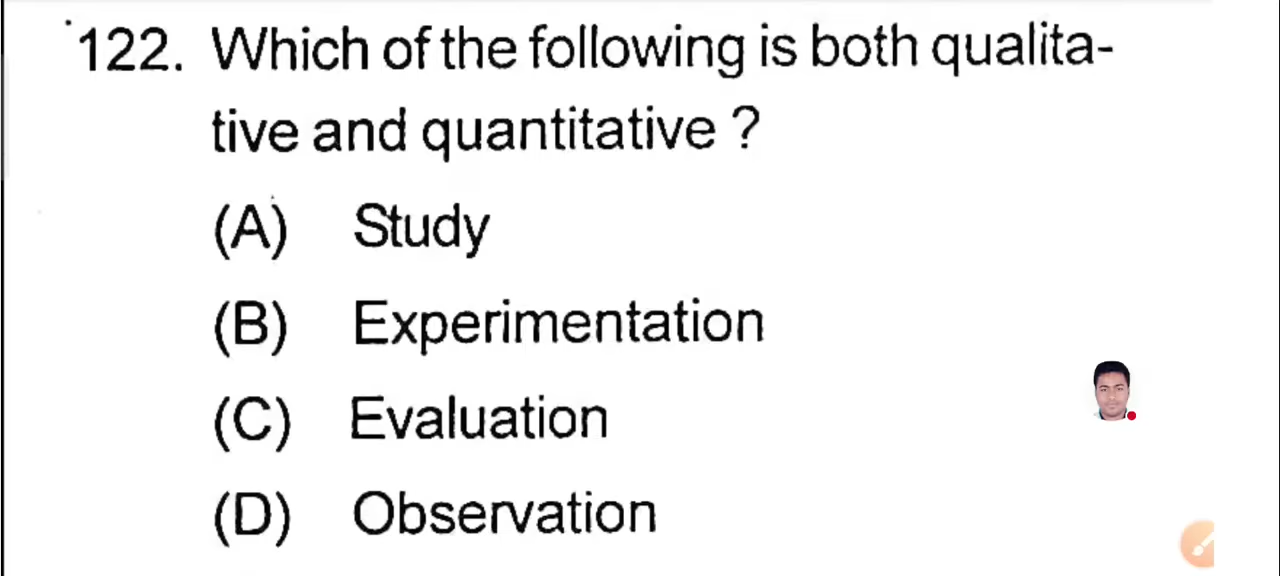 122. Which of the following is both qualita-
tive and quantitative ?
(A) Study
(B) Experimentation
(C) Evaluation
(D) Observation